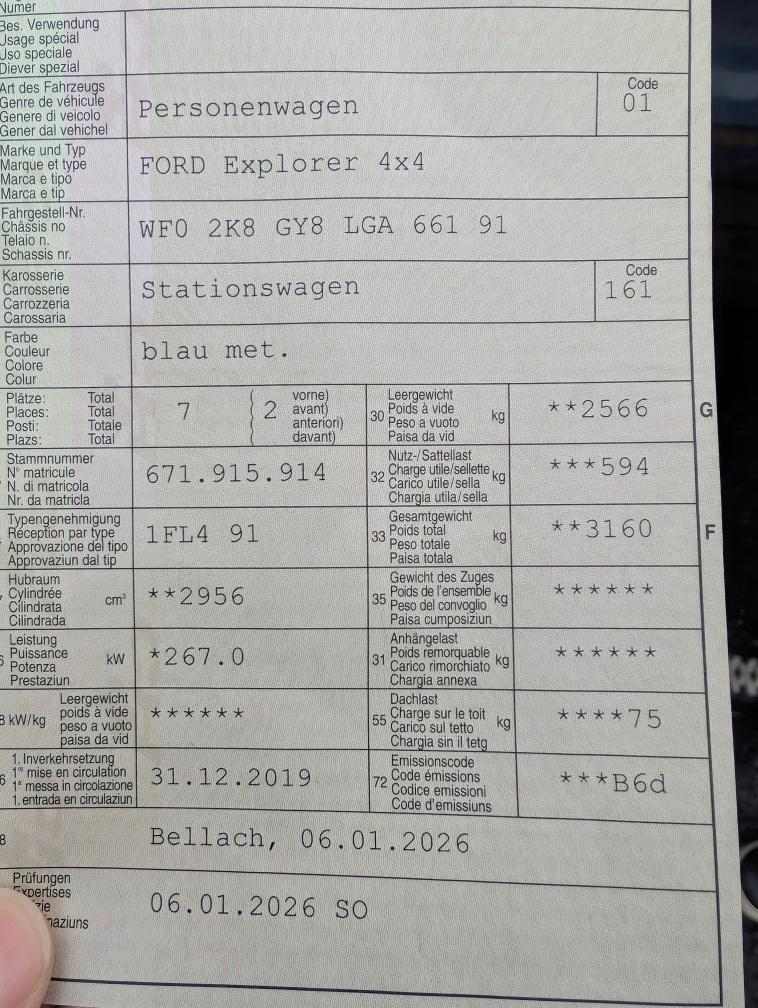 Numer
Bes. Verwendung
Usage spécial
Uso speciale
Diever spezial
Art des Fahrzeugs
Genre de véhicule
Genere di veicolo
Gener dal vehichel
Personenwagen
Code
01
Marke und Typ
Marque et type
Marca e tipo
Marca e tip
FORD Explorer 4x4
Fahrgestell-Nr.
Châssis no
Telaio n.
Schassis nr.
WF0 2K8 GY8 LGA 661 91
Karosserie
Carrosserie
Carrozzeria
Carossaria
Stationswagen
Code
161
Farbe
Couleur
Colore
Colur
blau met.
Plätze: Total
Places: Total
Posti: Totale
Plazs: Total
7
2
vorne)
avant)
anteriori)
davant)
30
Leergewicht
Poids à vide
Peso a vuoto
Paisa da vid
kg
**2566
G
Stammnummer
N° matricule
N. di matricola
Nr. da matricla
671.915.914
32
Nutz-/Sattellast
Charge utile/sellette
Carico utile/sella
Chargia utila/sella
kg
***594
Typengenehmigung
Réception par type
Approvazione del tipo
Approvaziun dal tip
1FL4 91
33
Gesamtgewicht
Poids total
Peso totale
Paisa totala
kg
**3160
F
Hubraum
Cylindrée
Cilindrata
Cilindrada
cm³
**2956
35
Gewicht des Zuges
Poids de l'ensemble
Peso del convoglio
Paisa cumposiziun
kg
******
Leistung
Puissance
Potenza
Prestaziun
kW
*267.0
31
Anhängelast
Poids remorquable
Carico rimorchiato
Chargia annexa
kg
******
kW/kg
Leergewicht
poids à vide
peso a vuoto
paisa da vid
******
55
Dachlast
Charge sur le toit
Carico sul tetto
Chargia sin il tetg
kg
****75
1. Inverkehrsetzung
1re mise en circulation
1a messa in circolazione
1. entrada en circulaziun
31.12.2019
72
Emissionscode
Code émissions
Codice emissioni
Code d'emissiuns
***B6d
Bellach, 06.01.2026
Prüfungen
Expertises
06.01.2026 SO